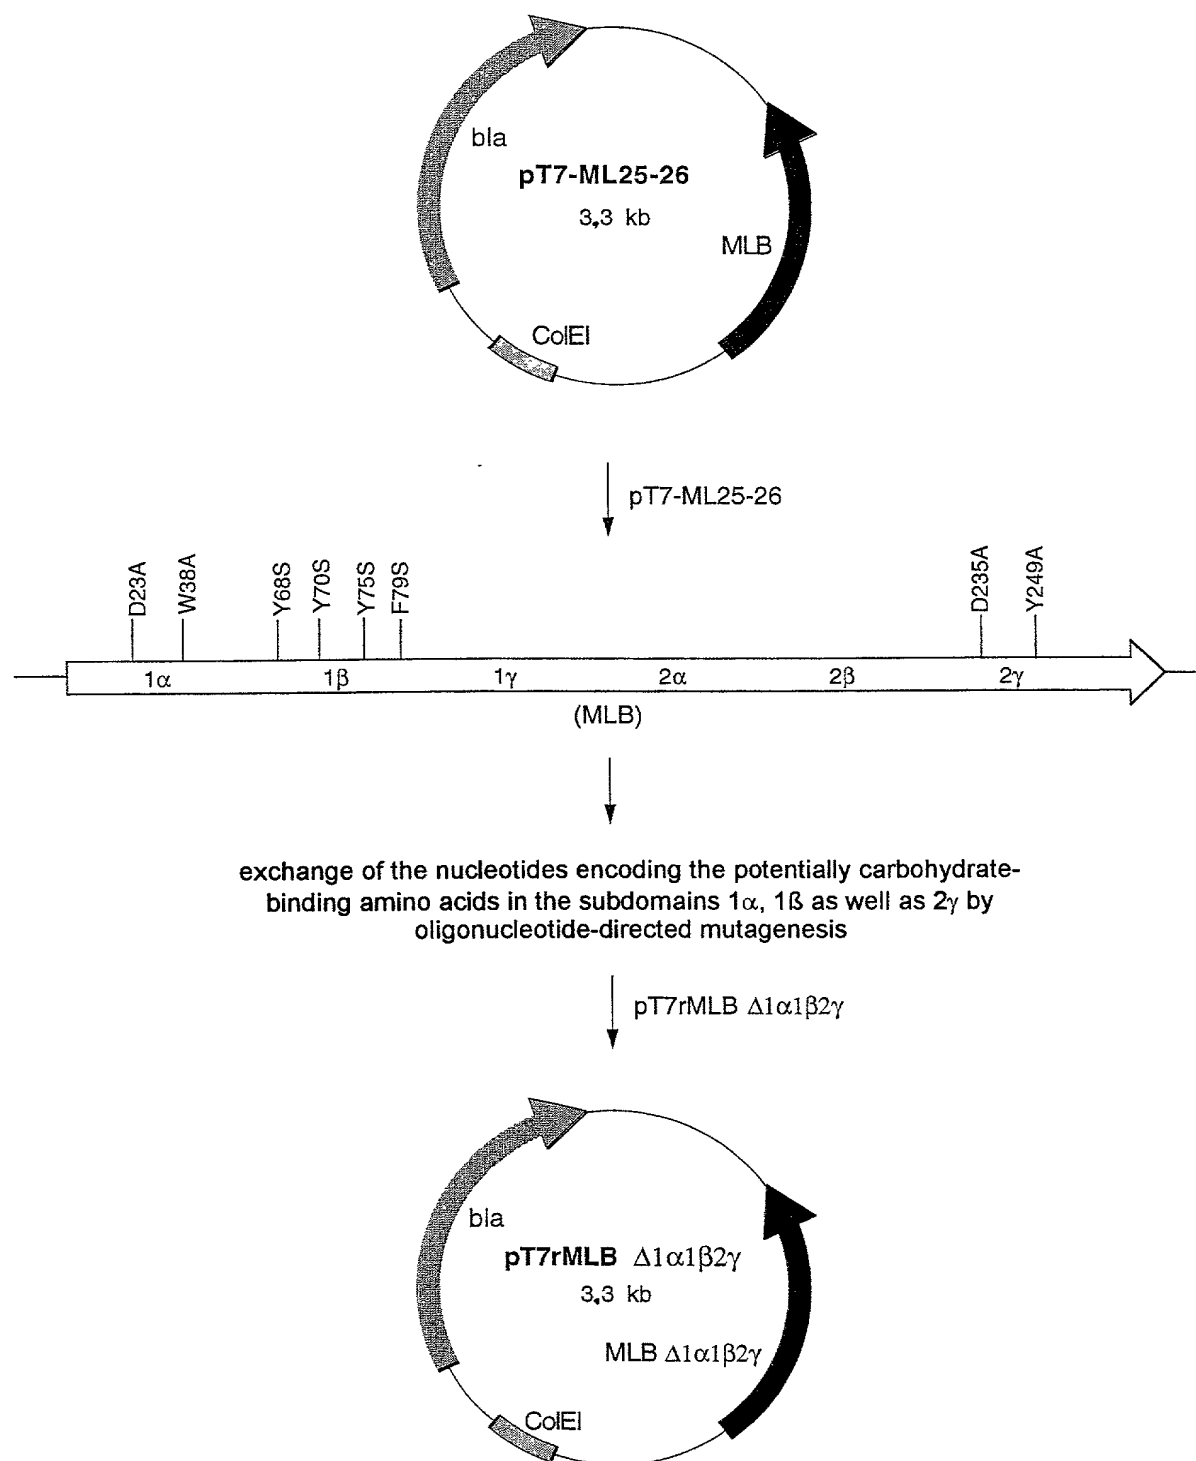 bla
pT7-ML25-26
3,3 kb
MLB
ColEI
pT7-ML25-26
D23A
W38A
Y68S
Y70S
Y75S
F79S
D235A
Y249A
1α 1β 1γ 2α 2β 2γ
(MLB)
exchange of the nucleotides encoding the potentially carbohydrate-
binding amino acids in the subdomains 1α, 1ß as well as 2γ by
oligonucleotide-directed mutagenesis
pT7rMLB Δ1α1β2γ
bla
pT7rMLB Δ1α1β2γ
3,3 kb
MLB Δ1α1β2γ
ColEI